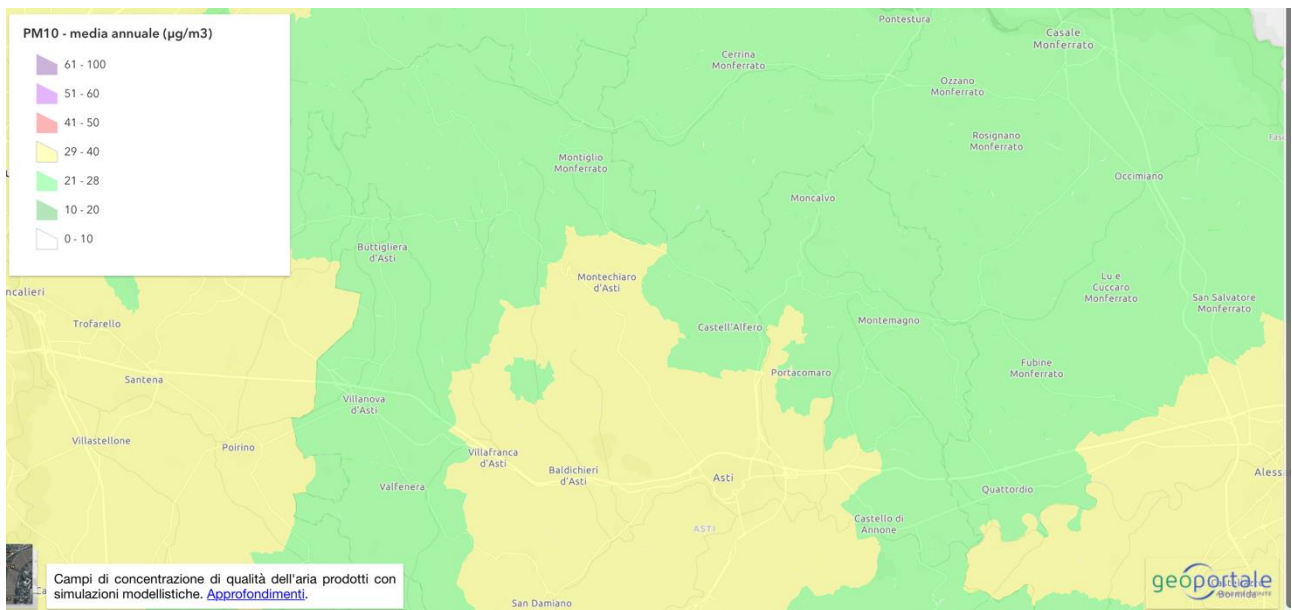 PM10 - media annuale (µg/m3)
61 - 100
51 - 60
41 - 50
29 - 40
21 - 28
10 - 20
0 - 10
Pontestura
Casale
Monferrato
Cerrina
Monferrato
Ozzano
Monferrato
Rosignano
Monferrato
Montiglio
Monferrato
Occimiano
Moncalvo
Buttigliera
d'Asti
Montechiaro
d'Asti
Lu e
Cuccaro
Monferrato
San Salvatore
Monferrato
ncalieri
Trofarello
Castell'Alfero
Montemagno
Portacomaro
Fubine
Monferrato
Santena
Villanova
d'Asti
Villastellone
Poirino
Villafranca
d'Asti
Baldichieri
d'Asti
Asti
Aless
Valfenera
Quattordio
Castello di
Annone
ASTI
Campi di concentrazione di qualità dell'aria prodotti con
simulazioni modellistiche. Approfondimenti.
San Damiano
geoportale
Bormida